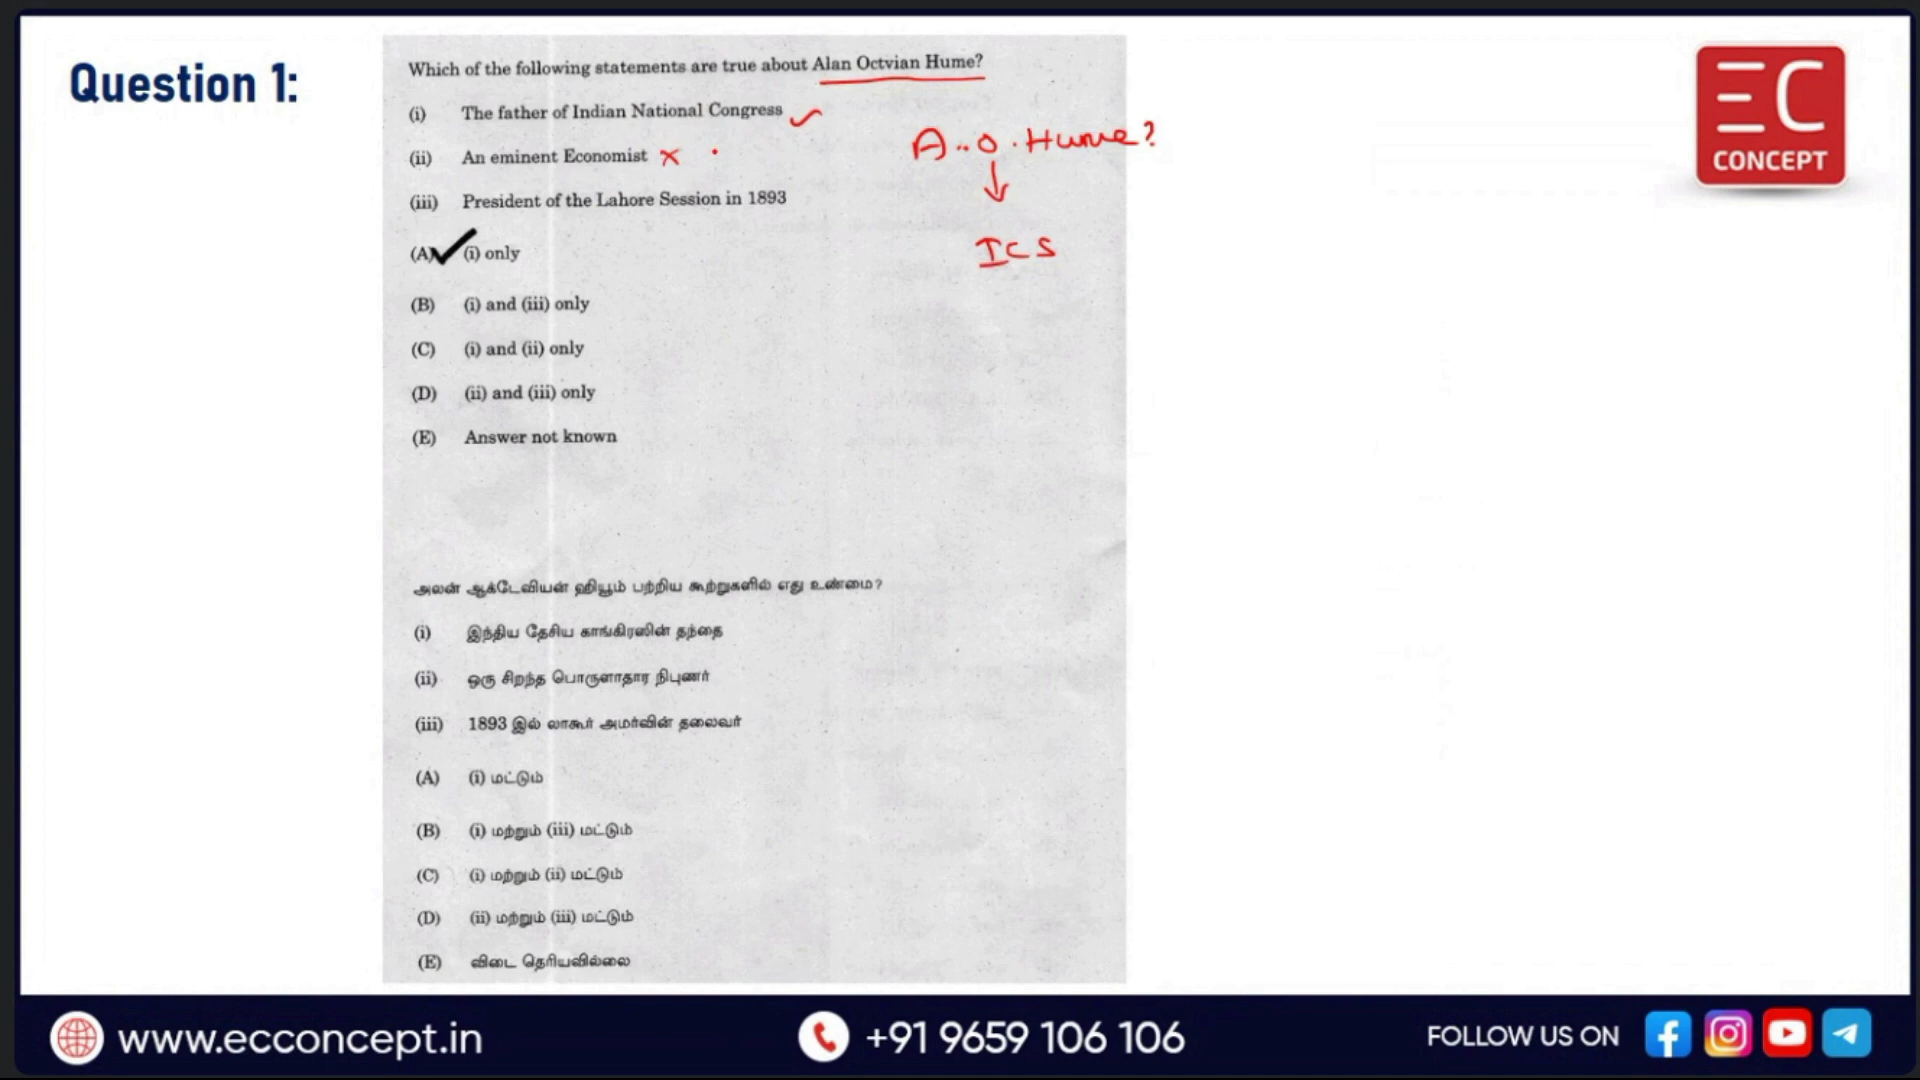 Question 1:
Which of the following statements are true about Alan Octvian Hume?
(i) The father of Indian National Congress
(ii) An eminent Economist
(iii) President of the Lahore Session in 1893
(A) (i) only
(B) (i) and (iii) only
(C) (i) and (ii) only
(D) (ii) and (iii) only
(E) Answer not known
A.O. Hume?
ICS
EC
CONCEPT
அலன் ஆக்டேவியன் ஹியூம் பற்றிய கூற்றுகளில் எது உண்மை?
(i) இந்திய தேசிய காங்கிரஸின் தந்தை
(ii) ஒரு சிறந்த பொருளாதார நிபுணர்
(iii) 1893 இல் லாகூர் அமர்வின் தலைவர்
(A) (i) மட்டும்
(B) (i) மற்றும் (iii) மட்டும்
(C) (i) மற்றும் (ii) மட்டும்
(D) (ii) மற்றும் (iii) மட்டும்
(E) விடை தெரியவில்லை
www.ecconcept.in
+91 9659 106 106
FOLLOW US ON